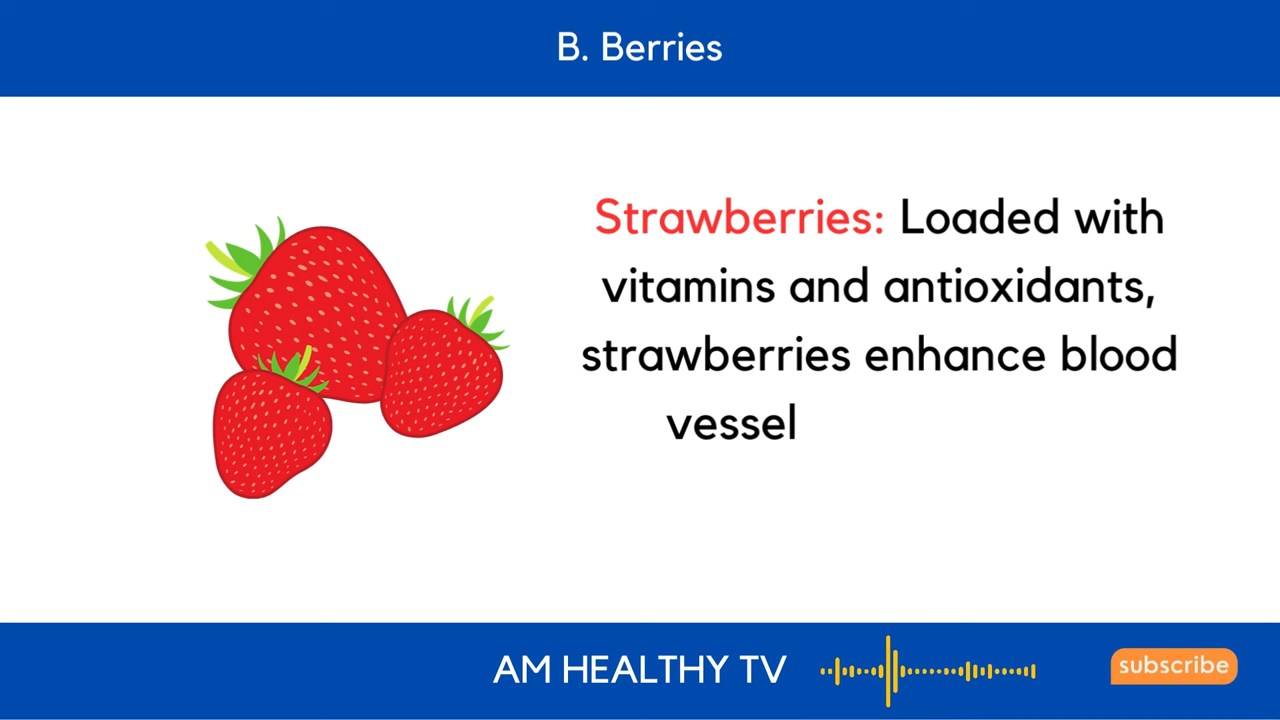 B. Berries
Strawberries: Loaded with
vitamins and antioxidants,
strawberries enhance blood
vessel
AM HEALTHY TV
subscribe